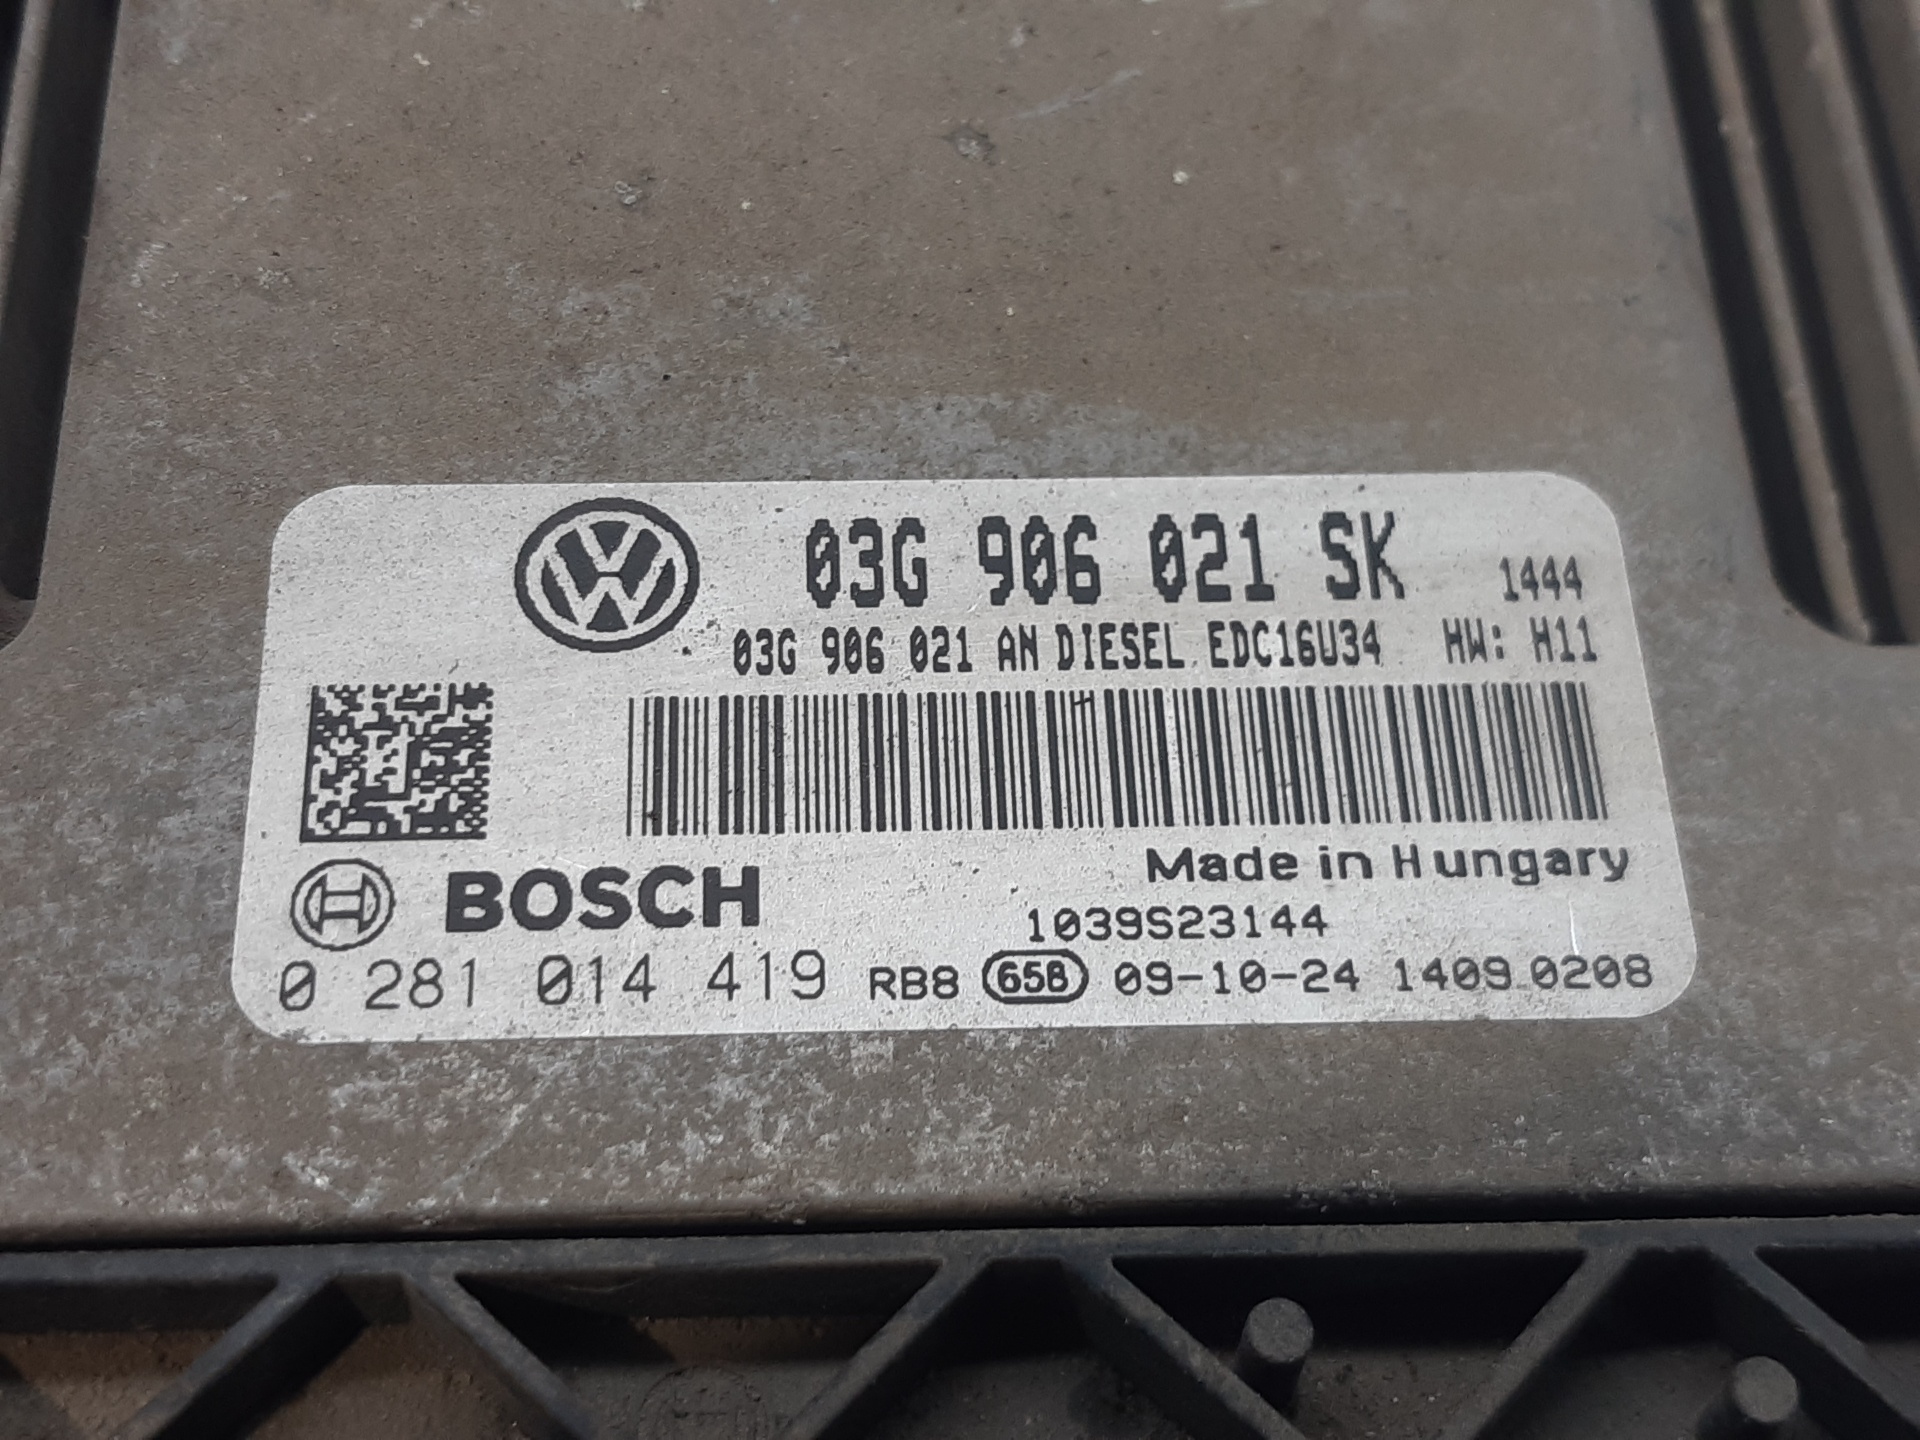 03G 906 021 SK 1444
03G 906 021 AN DIESEL EDC16U34 HW: H11
BOSCH
Made in Hungary
1039S23144
0 281 014 419 RB8 65B 09-10-24 1409 0208